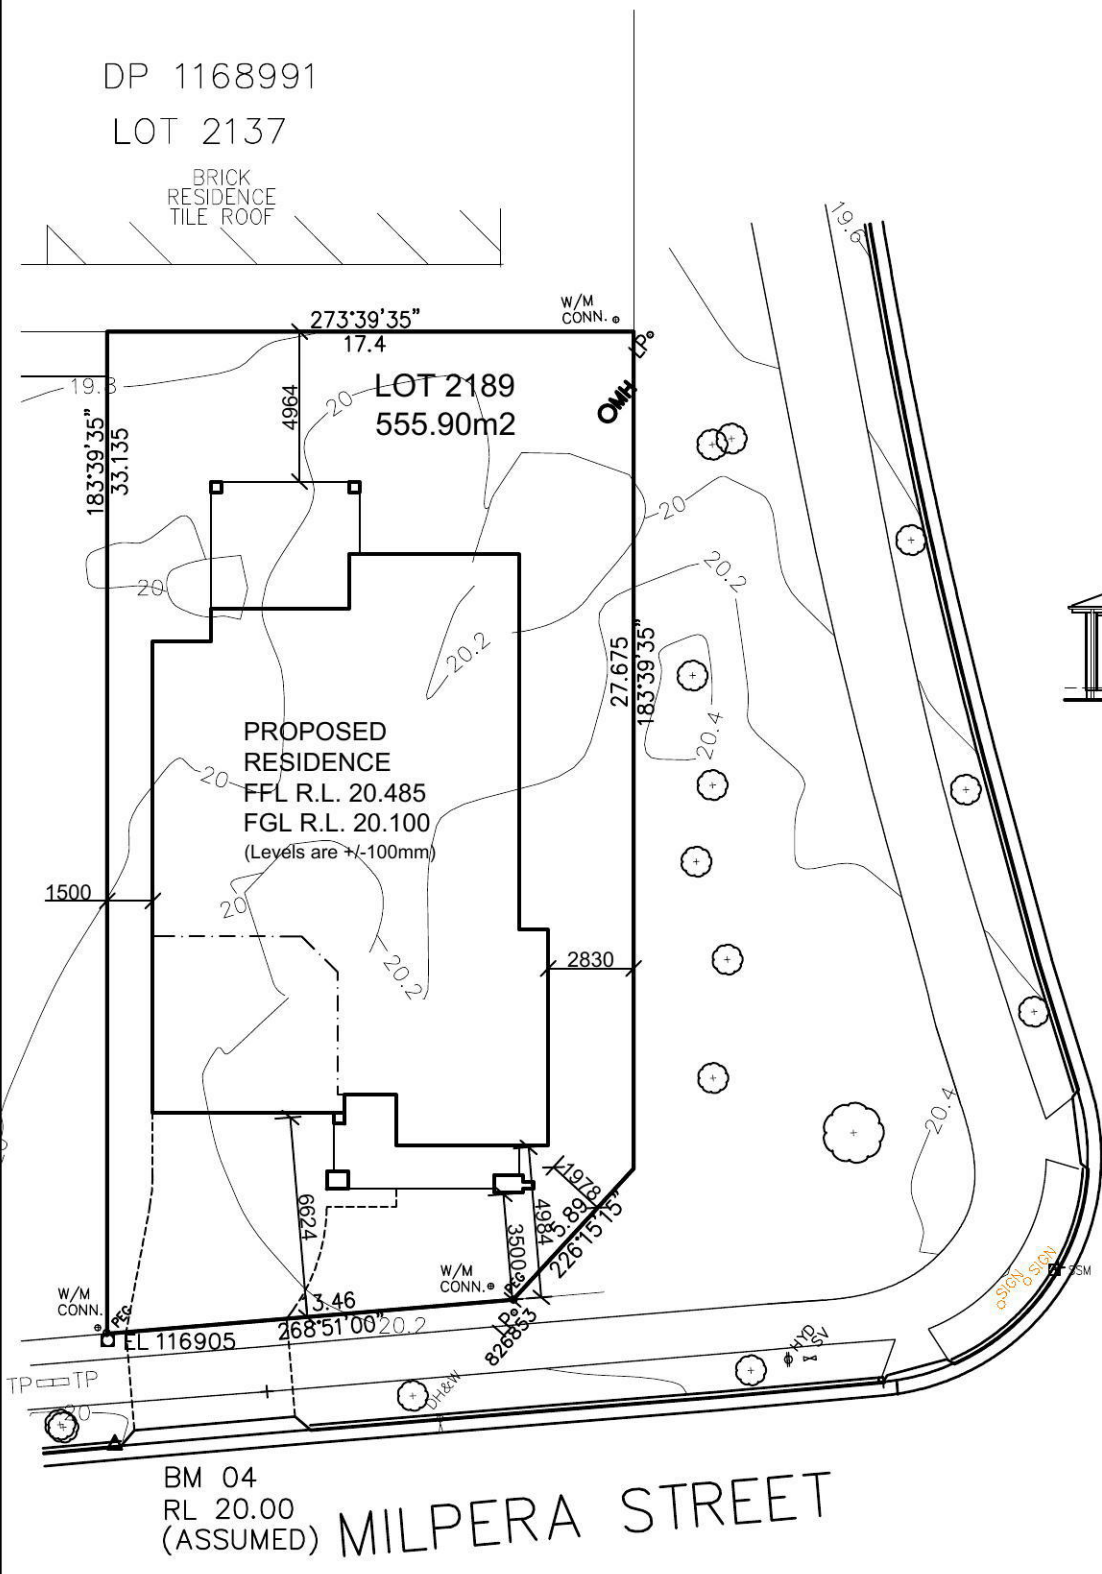 DP 1168991
LOT 2137
BRICK
RESIDENCE
TILE ROOF
19.6
W/M
CONN.
273°39'35"
17.4
LP
LOT 2189
555.90m2
MH
19.8
20
4964
183°39'35"
33.135
20
20.2
20
20.2
27.675
183°39'35"
20.4
PROPOSED
RESIDENCE
FFL R.L. 20.485
FGL R.L. 20.100
(Levels are +/-100mm)
20
1500
20
20.2
2830
20.4
1978
5.89
226°15'15"
6624
4984
3500
W/M
CONN.
PEG
W/M
CONN.
PEG
EL 116905
13.46
268°51'00"
20.2
LP
826853
SIGN
SIGN
SSM
HYD
SV
TP TP
DH&W
20
BM 04
RL 20.00
(ASSUMED)
MILPERA STREET